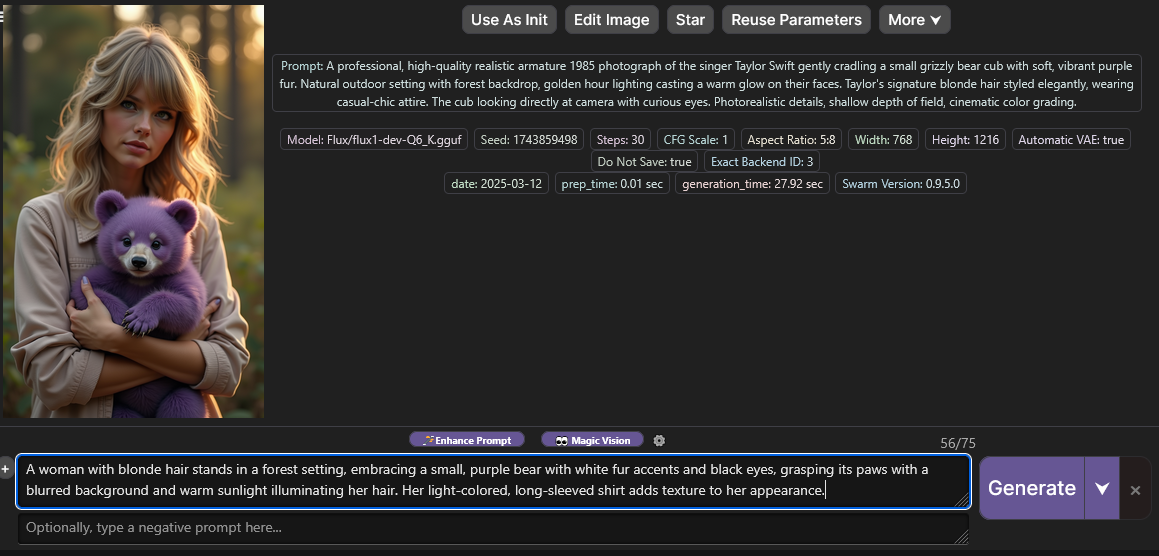 Use As Init Edit Image Star Reuse Parameters More
Prompt: A professional, high-quality realistic armature 1985 photograph of the singer Taylor Swift gently cradling a small grizzly bear cub with soft, vibrant purple
fur. Natural outdoor setting with forest backdrop, golden hour lighting casting a warm glow on their faces. Taylor's signature blonde hair styled elegantly, wearing
casual-chic attire. The cub looking directly at camera with curious eyes. Photorealistic details, shallow depth of field, cinematic color grading.
Model: Flux/flux1-dev-Q6_K.gguf Seed: 1743859498 Steps: 30 CFG Scale: 1 Aspect Ratio: 5:8 Width: 768 Height: 1216 Automatic VAE: true
Do Not Save: true Exact Backend ID: 3
date: 2025-03-12 prep_time: 0.01 sec generation_time: 27.92 sec Swarm Version: 0.9.5.0
Enhance Prompt Magic Vision
56/75
A woman with blonde hair stands in a forest setting, embracing a small, purple bear with white fur accents and black eyes, grasping its paws with a
blurred background and warm sunlight illuminating her hair. Her light-colored, long-sleeved shirt adds texture to her appearance.
Generate
Optionally, type a negative prompt here...